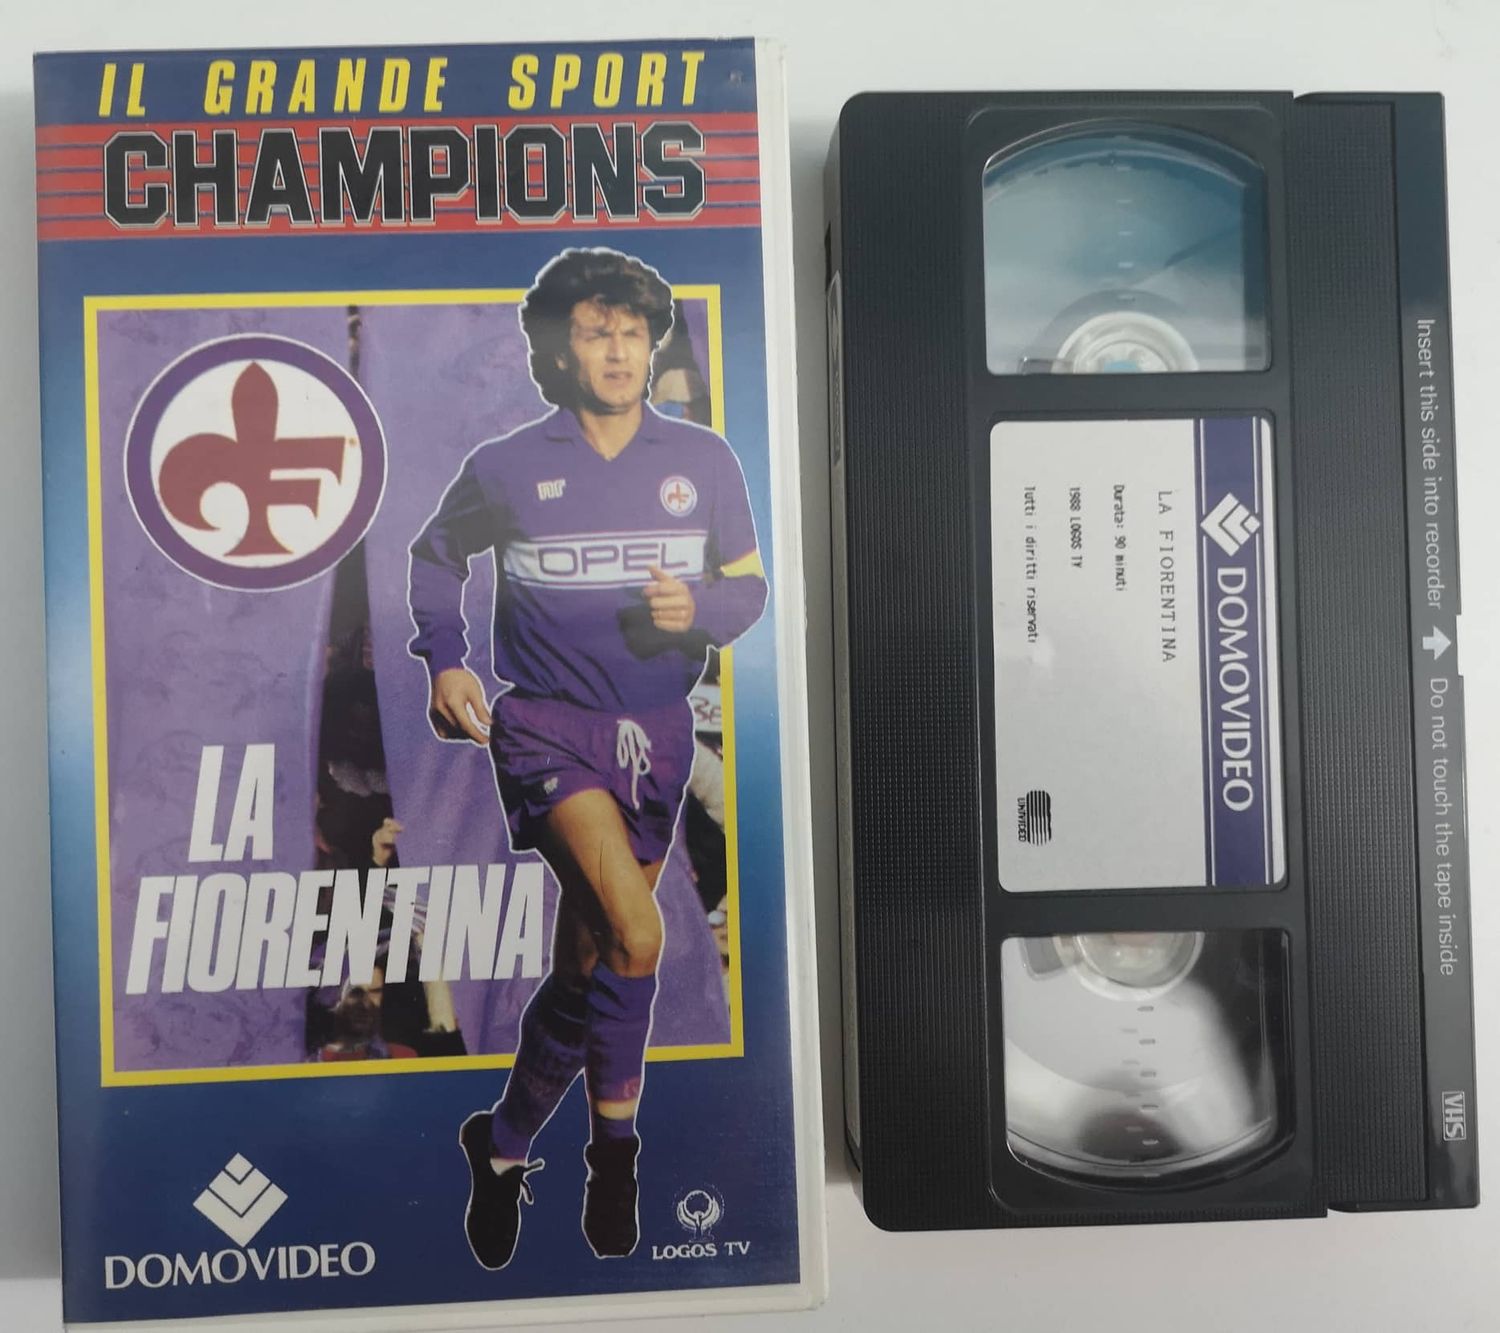 IL GRANDE SPORT
CHAMPIONS
OPEL
LA
FIORENTINA
DOMOVIDEO
LOGOS TV
DOMOVIDEO
LA FIORENTINA
Durata: 90 minuti
1988 LOGOS TV
Tutti i diritti riservati
UNIVIDEO
Insert this side into recorder Do not touch the tape inside
VHS